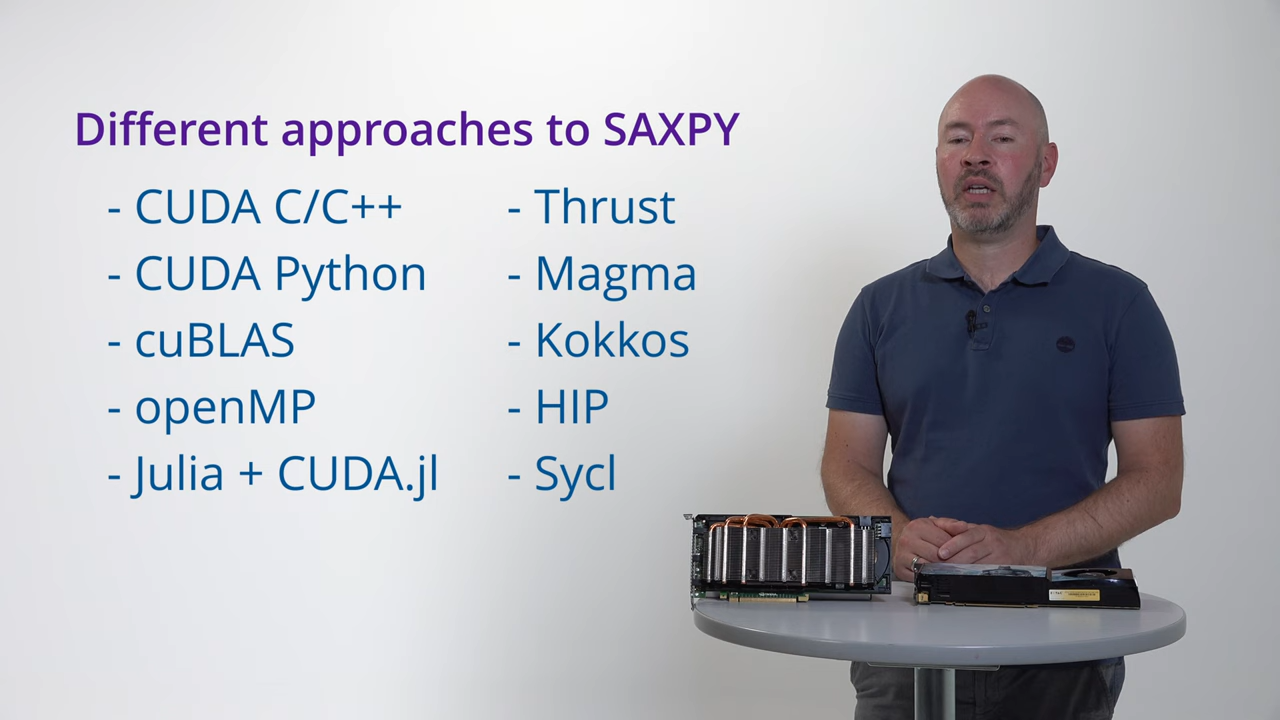 Different approaches to SAXPY
- CUDA C/C++
- CUDA Python
- cuBLAS
- openMP
- Julia + CUDA.jl
- Thrust
- Magma
- Kokkos
- HIP
- Sycl